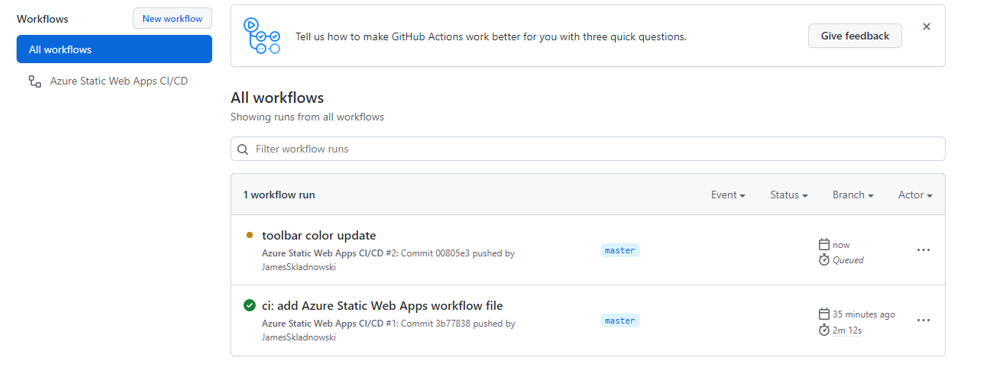 Workflows
New workflow
All workflows
Azure Static Web Apps CI/CD
Tell us how to make GitHub Actions work better for you with three quick questions.
Give feedback
All workflows
Showing runs from all workflows
Filter workflow runs
1 workflow run
Event
Status
Branch
Actor
toolbar color update
Azure Static Web Apps CI/CD #2: Commit 00805e3 pushed by
JamesSkladnowski
master
now
Queued
ci: add Azure Static Web Apps workflow file
Azure Static Web Apps CI/CD #1: Commit 3b77838 pushed by
JamesSkladnowski
master
35 minutes ago
2m 12s